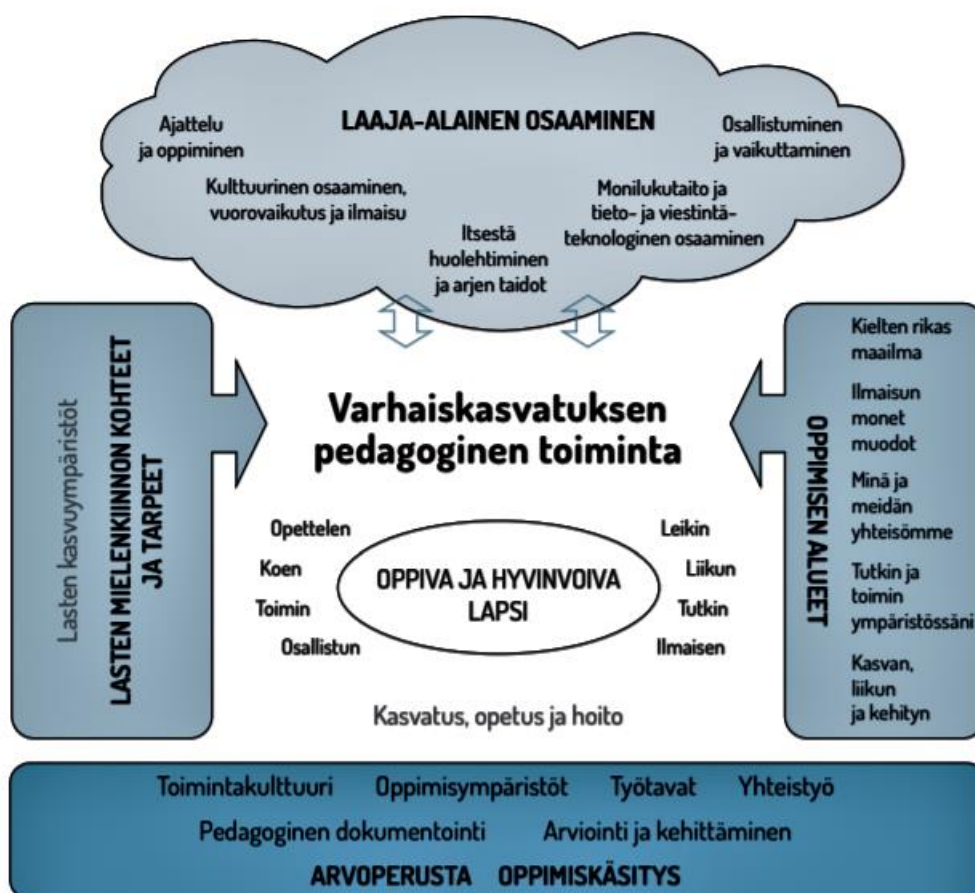 LAAJA-ALAINEN OSAAMINEN
Ajattelu
ja oppiminen
Kulttuurinen osaaminen,
vuorovaikutus ja ilmaisu
Itsestä
huolehtiminen
ja arjen taidot
Monilukutaito ja
tieto- ja viestintä-
teknologinen osaaminen
Osallistuminen
ja vaikuttaminen
Lasten kasvuympäristöt
LASTEN MIELENKIINNON KOHTEET
JA TARPEET
Varhaiskasvatuksen
pedagoginen toiminta
Opettelen
Koen
Toimin
Osallistun
OPPIVA JA HYVINVOIVA
LAPSI
Leikin
Liikun
Tutkin
Ilmaisen
Kasvatus, opetus ja hoito
OPPIMISEN ALUEET
Kielten rikas
maailma
Ilmaisun
monet
muodot
Minä ja
meidän
yhteisömme
Tutkin ja
toimin
ympäristössäni
Kasvan,
liikun
ja kehityn
Toimintakulttuuri Oppimisympäristöt Työtavat Yhteistyö
Pedagoginen dokumentointi Arviointi ja kehittäminen
ARVOPERUSTA OPPIMISKÄSITYS